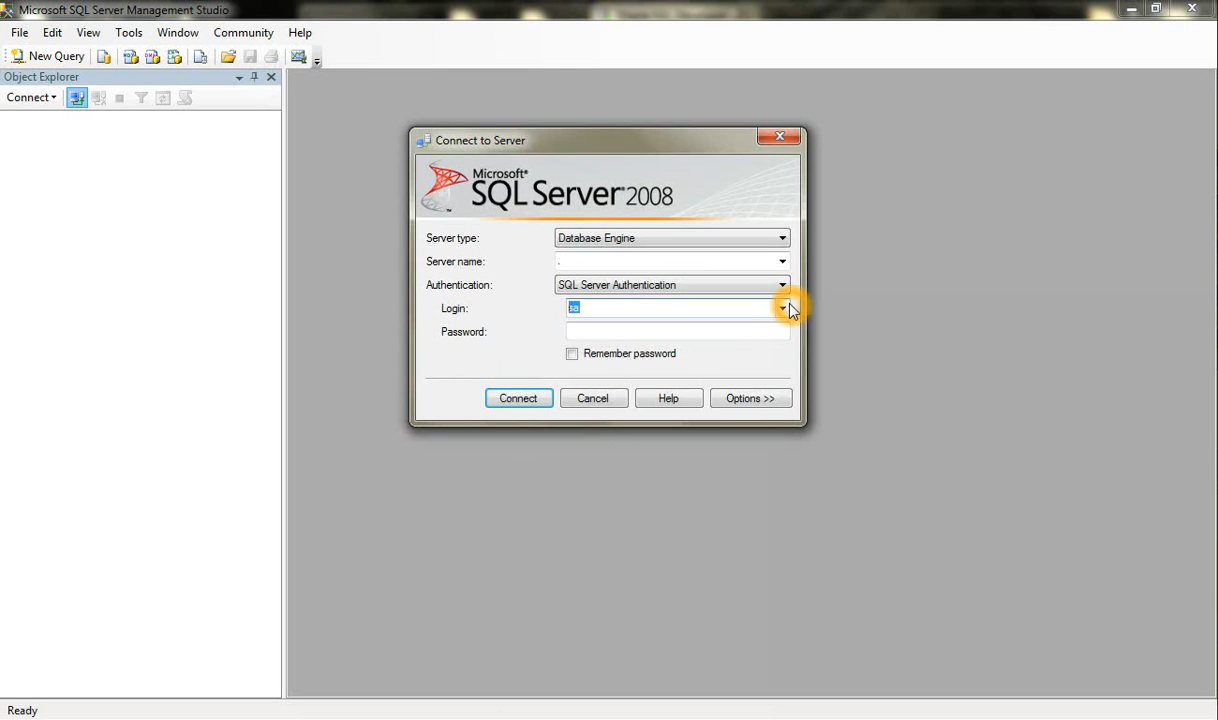 Microsoft SQL Server Management Studio
File Edit View Tools Window Community Help
New Query
Object Explorer
Connect
Connect to Server
Microsoft®
SQL Server® 2008
Server type: Database Engine
Server name: .
Authentication: SQL Server Authentication
Login: sa
Password:
Remember password
Connect Cancel Help Options >>
Ready